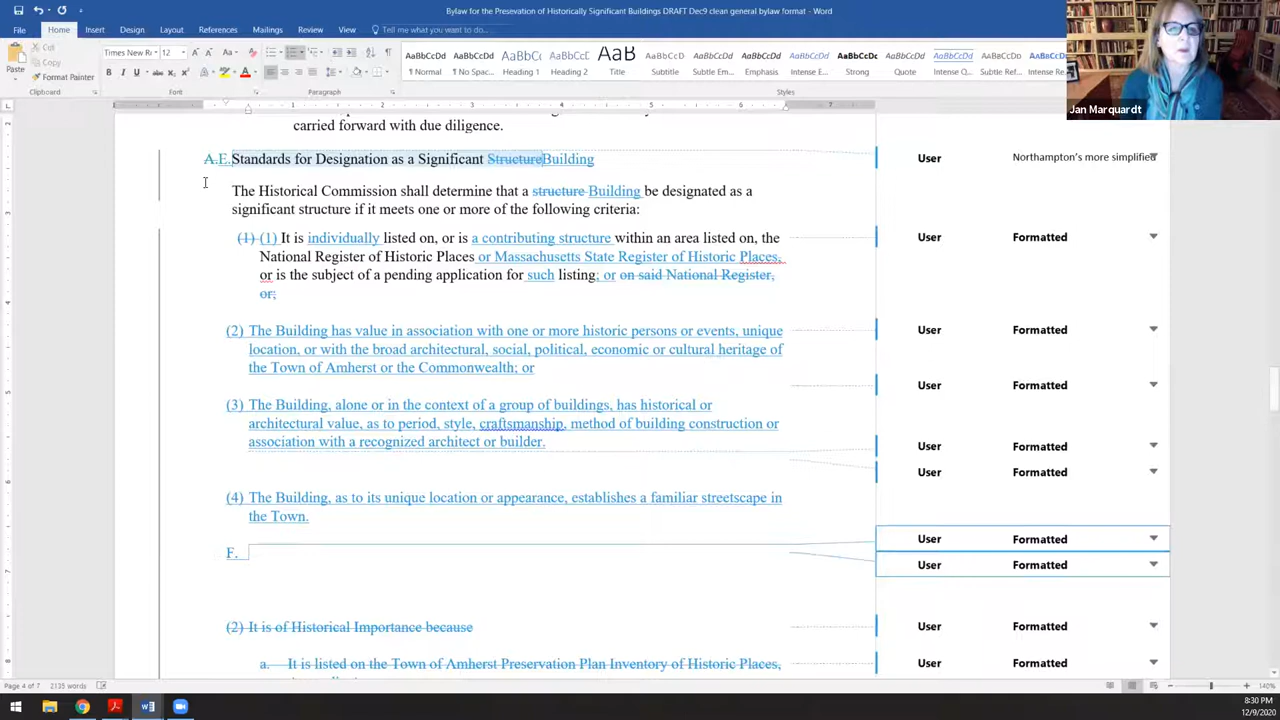 Bylaw for the Presevation of Historically Significant Buildings DRAFT Dec9 clean general bylaw format - Word
File Home Insert Design Layout References Mailings Review View Tell me what you want to do...
Cut
Copy
Paste
Format Painter
Clipboard
Times New Ro 12
Font
Paragraph
AaBbCcDd AaBbCcDd AaBbCc AaBbCcD AaB AaBbCcD AaBbCcDd AaBbCcDd AaBbCcDd AaBbCcDc AaBbCcDd AaBbCcDd AaBbCcDd AaBbCcDd
¶ Normal ¶ No Spac... Heading 1 Heading 2 Title Subtitle Subtle Em... Emphasis Intense E... Strong Quote Intense Q... Subtle Ref... Intense Re...
Styles
Jan Marquardt
carried forward with due diligence.
A.E.Standards for Designation as a Significant StructureBuilding
User Northampton's more simplified
The Historical Commission shall determine that a structure Building be designated as a
significant structure if it meets one or more of the following criteria:
(1) (1) It is individually listed on, or is a contributing structure within an area listed on, the
User Formatted
National Register of Historic Places or Massachusetts State Register of Historic Places,
or is the subject of a pending application for such listing; or on said National Register,
or;
(2) The Building has value in association with one or more historic persons or events, unique
User Formatted
location, or with the broad architectural, social, political, economic or cultural heritage of
the Town of Amherst or the Commonwealth; or
User Formatted
(3) The Building, alone or in the context of a group of buildings, has historical or
architectural value, as to period, style, craftsmanship, method of building construction or
association with a recognized architect or builder.
User Formatted
User Formatted
(4) The Building, as to its unique location or appearance, establishes a familiar streetscape in
the Town.
F.
User Formatted
User Formatted
(2) It is of Historical Importance because
User Formatted
a. It is listed on the Town of Amherst Preservation Plan Inventory of Historic Places,
User Formatted
Page 4 of 7 2135 words
140%
8:30 PM
12/9/2020